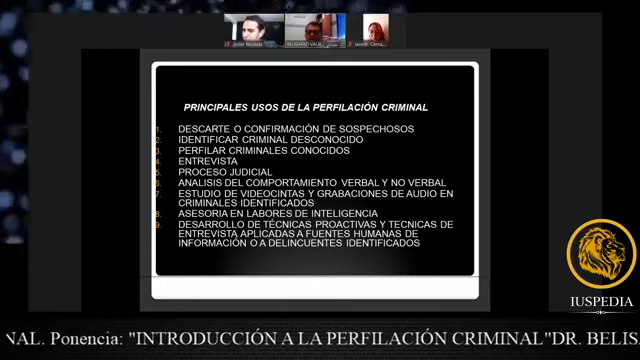 Javier Bautista
BELISARIO VALB
Janeth Cerra
PRINCIPALES USOS DE LA PERFILACIÓN CRIMINAL
1. DESCARTE O CONFIRMACIÓN DE SOSPECHOSOS
2. IDENTIFICAR CRIMINAL DESCONOCIDO
3. PERFILAR CRIMINALES CONOCIDOS
4. ENTREVISTA
5. PROCESO JUDICIAL
6. ANALISIS DEL COMPORTAMIENTO VERBAL Y NO VERBAL
7. ESTUDIO DE VIDEOCINTAS Y GRABACIONES DE AUDIO EN
CRIMINALES IDENTIFICADOS
8. ASESORIA EN LABORES DE INTELIGENCIA
9. DESARROLLO DE TÉCNICAS PROACTIVAS Y TECNICAS DE
ENTREVISTA APLICADAS A FUENTES HUMANAS DE
INFORMACIÓN O A DELINCUENTES IDENTIFICADOS
IUSPEDIA
NAL. Ponencia: "INTRODUCCIÓN A LA PERFILACIÓN CRIMINAL"DR. BELIS